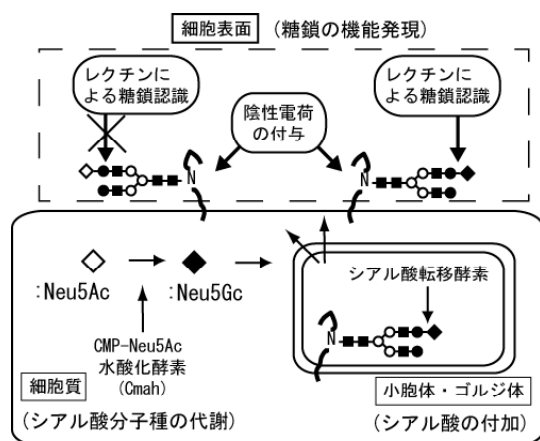 細胞表面 (糖鎖の機能発現)
レクチンに
よる糖鎖認識
レクチンに
よる糖鎖認識
陰性電荷
の付与
N
N
:Neu5Ac
:Neu5Gc
シアル酸転移酵素
N
CMP-Neu5Ac
水酸化酵素
(Cmah)
細胞質
(シアル酸分子種の代謝)
小胞体・ゴルジ体
(シアル酸の付加)